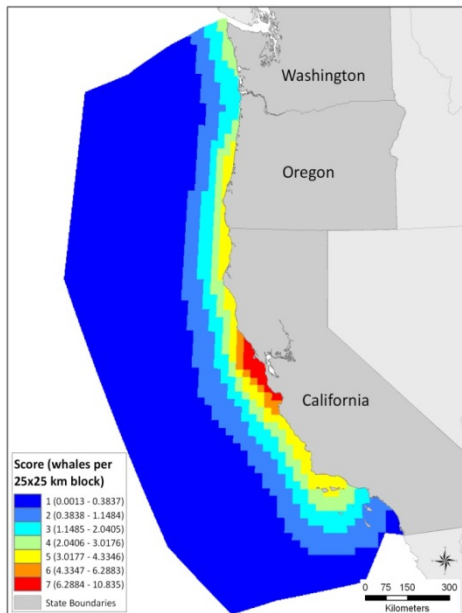 Washington
Oregon
California
Score (whales per
25x25 km block)
1 (0.0013 - 0.3837)
2 (0.3838 - 1.1484)
3 (1.1485 - 2.0405)
4 (2.0406 - 3.0176)
5 (3.0177 - 4.3346)
6 (4.3347 - 6.2883)
7 (6.2884 - 10.835)
State Boundaries
0 75 150 300
Kilometers